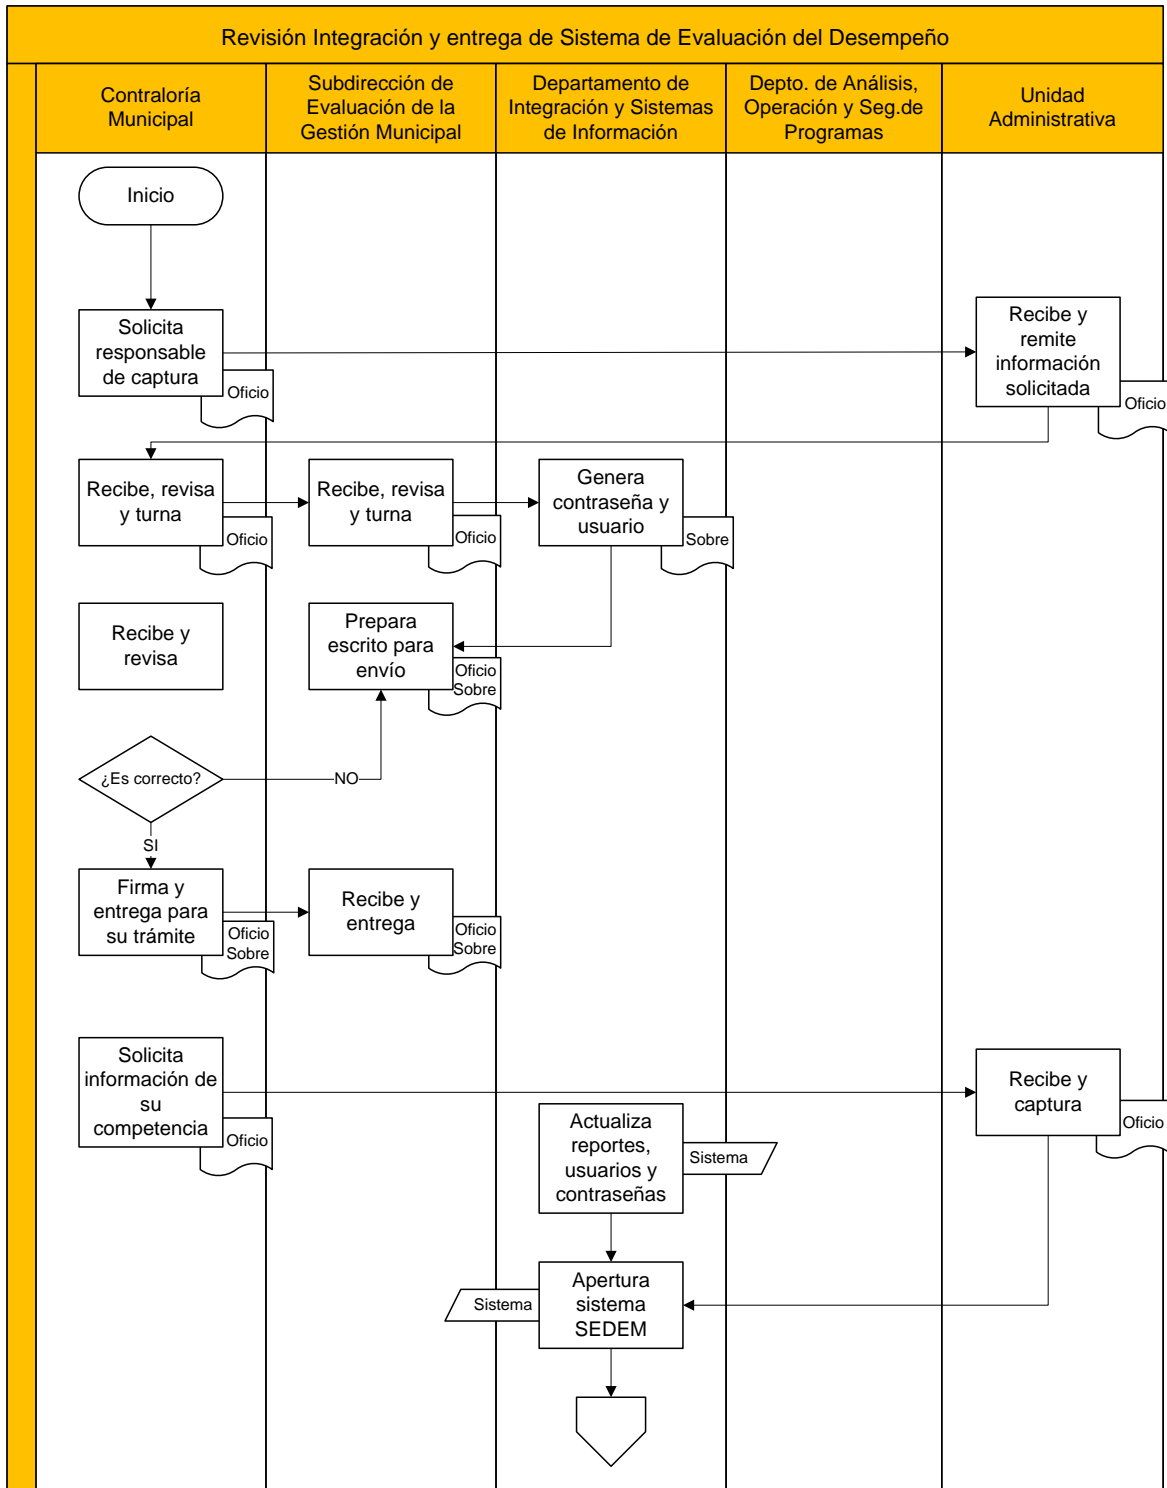 Revisión Integración y entrega de Sistema de Evaluación del Desempeño
Contraloría
Municipal
Subdirección de
Evaluación de la
Gestión Municipal
Departamento de
Integración y Sistemas
de Información
Depto. de Análisis,
Operación y Seg.de
Programas
Unidad
Administrativa
Inicio
Solicita
responsable
de captura
Oficio
Recibe y
remite
información
solicitada
Oficio
Recibe, revisa
y turna
Oficio
Recibe, revisa
y turna
Oficio
Genera
contraseña y
usuario
Sobre
Recibe y
revisa
Prepara
escrito para
envío
Oficio
Sobre
¿Es correcto?
NO
SI
Firma y
entrega para
su trámite
Oficio
Sobre
Recibe y
entrega
Oficio
Sobre
Solicita
información de
su
competencia
Oficio
Recibe y
captura
Oficio
Actualiza
reportes,
usuarios y
contraseñas
Sistema
Apertura
sistema
SEDEM
Sistema